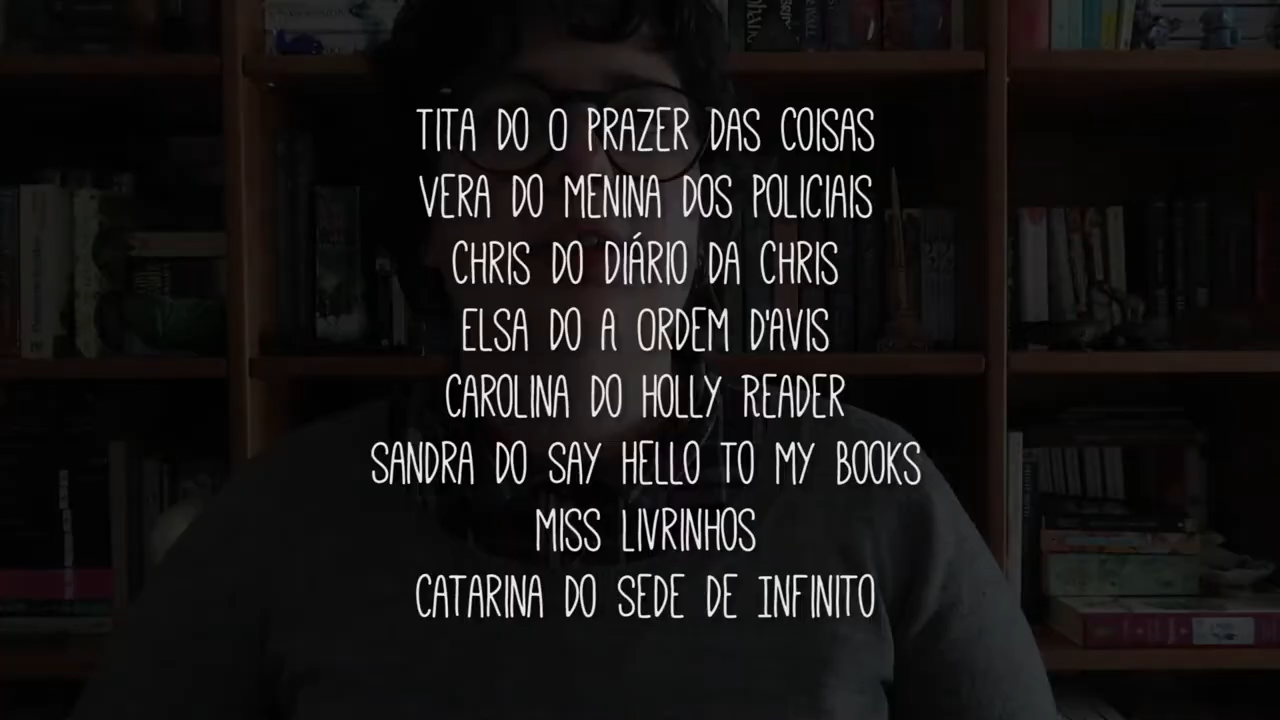 TITA DO O PRAZER DAS COISAS
VERA DO MENINA DOS POLICIAIS
CHRIS DO DIÁRIO DA CHRIS
ELSA DO A ORDEM D'AVIS
CAROLINA DO HOLLY READER
SANDRA DO SAY HELLO TO MY BOOKS
MISS LIVRINHOS
CATARINA DO SEDE DE INFINITO